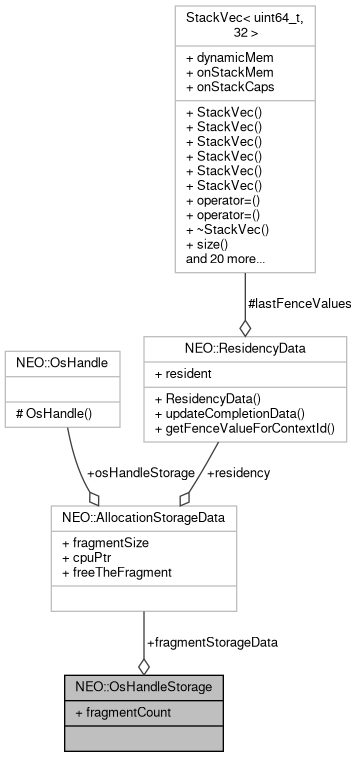 StackVec< uint64_t,
32 >
+ dynamicMem
+ onStackMem
+ onStackCaps
+ StackVec()
+ StackVec()
+ StackVec()
+ StackVec()
+ StackVec()
+ StackVec()
+ operator=()
+ operator=()
+ ~StackVec()
+ size()
and 20 more...
#lastFenceValues
NEO::ResidencyData
+ resident
+ ResidencyData()
+ updateCompletionData()
+ getFenceValueForContextId()
NEO::OsHandle
# OsHandle()
+osHandleStorage
+residency
NEO::AllocationStorageData
+ fragmentSize
+ cpuPtr
+ freeTheFragment
+fragmentStorageData
NEO::OsHandleStorage
+ fragmentCount